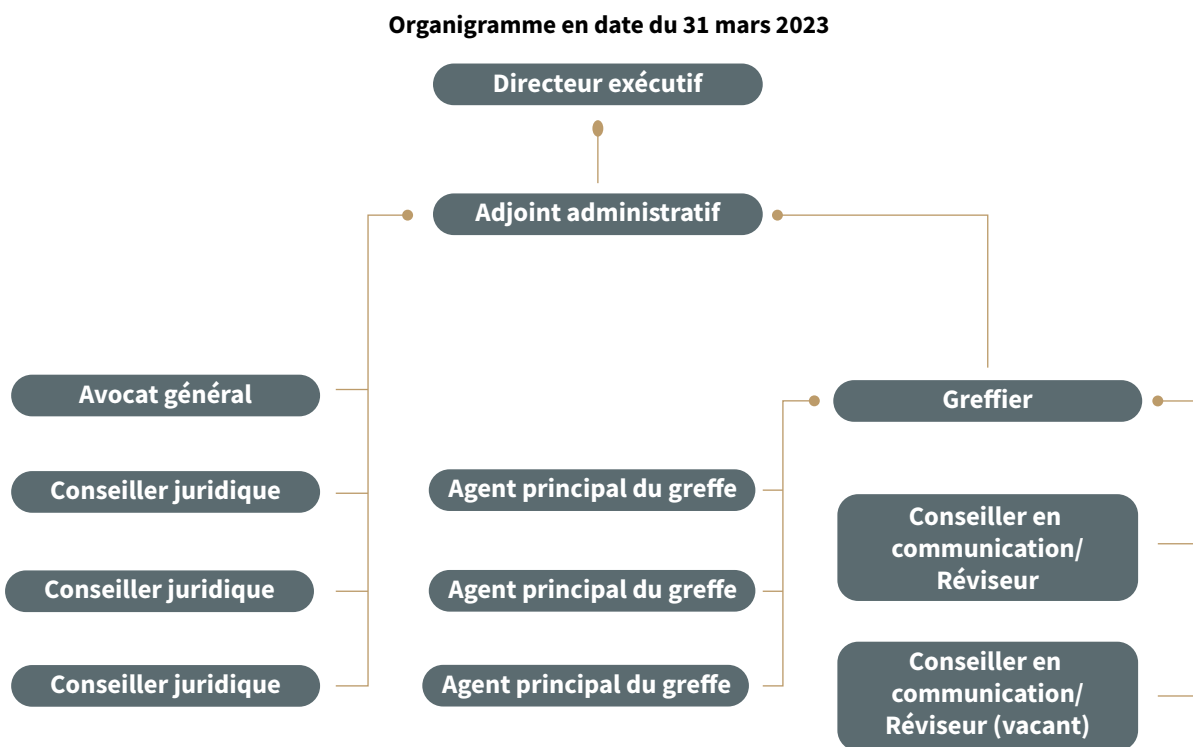 Organigramme en date du 31 mars 2023
Directeur exécutif
Adjoint administratif
Avocat général
Conseiller juridique
Conseiller juridique
Conseiller juridique
Greffier
Agent principal du greffe
Agent principal du greffe
Agent principal du greffe
Conseiller en
communication/
Réviseur
Conseiller en
communication/
Réviseur (vacant)